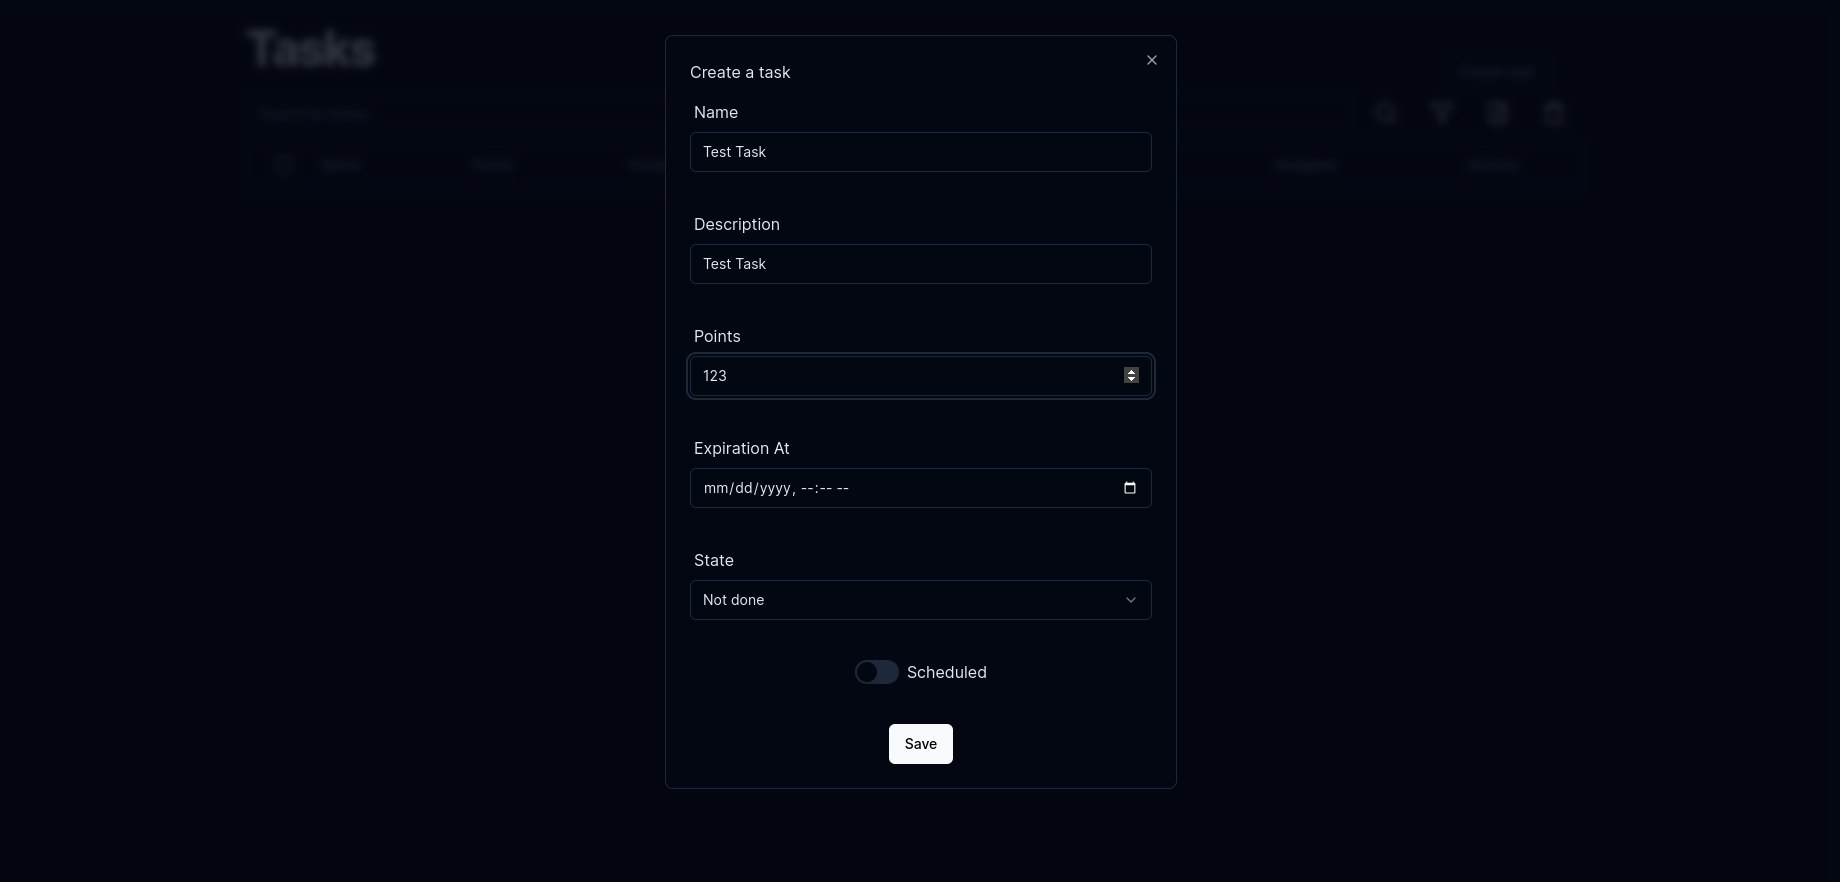 Tasks
Create a task
Name
Test Task
Description
Test Task
Points
123
Expiration At
mm/dd/yyyy, --:-- --
State
Not done
Scheduled
Save